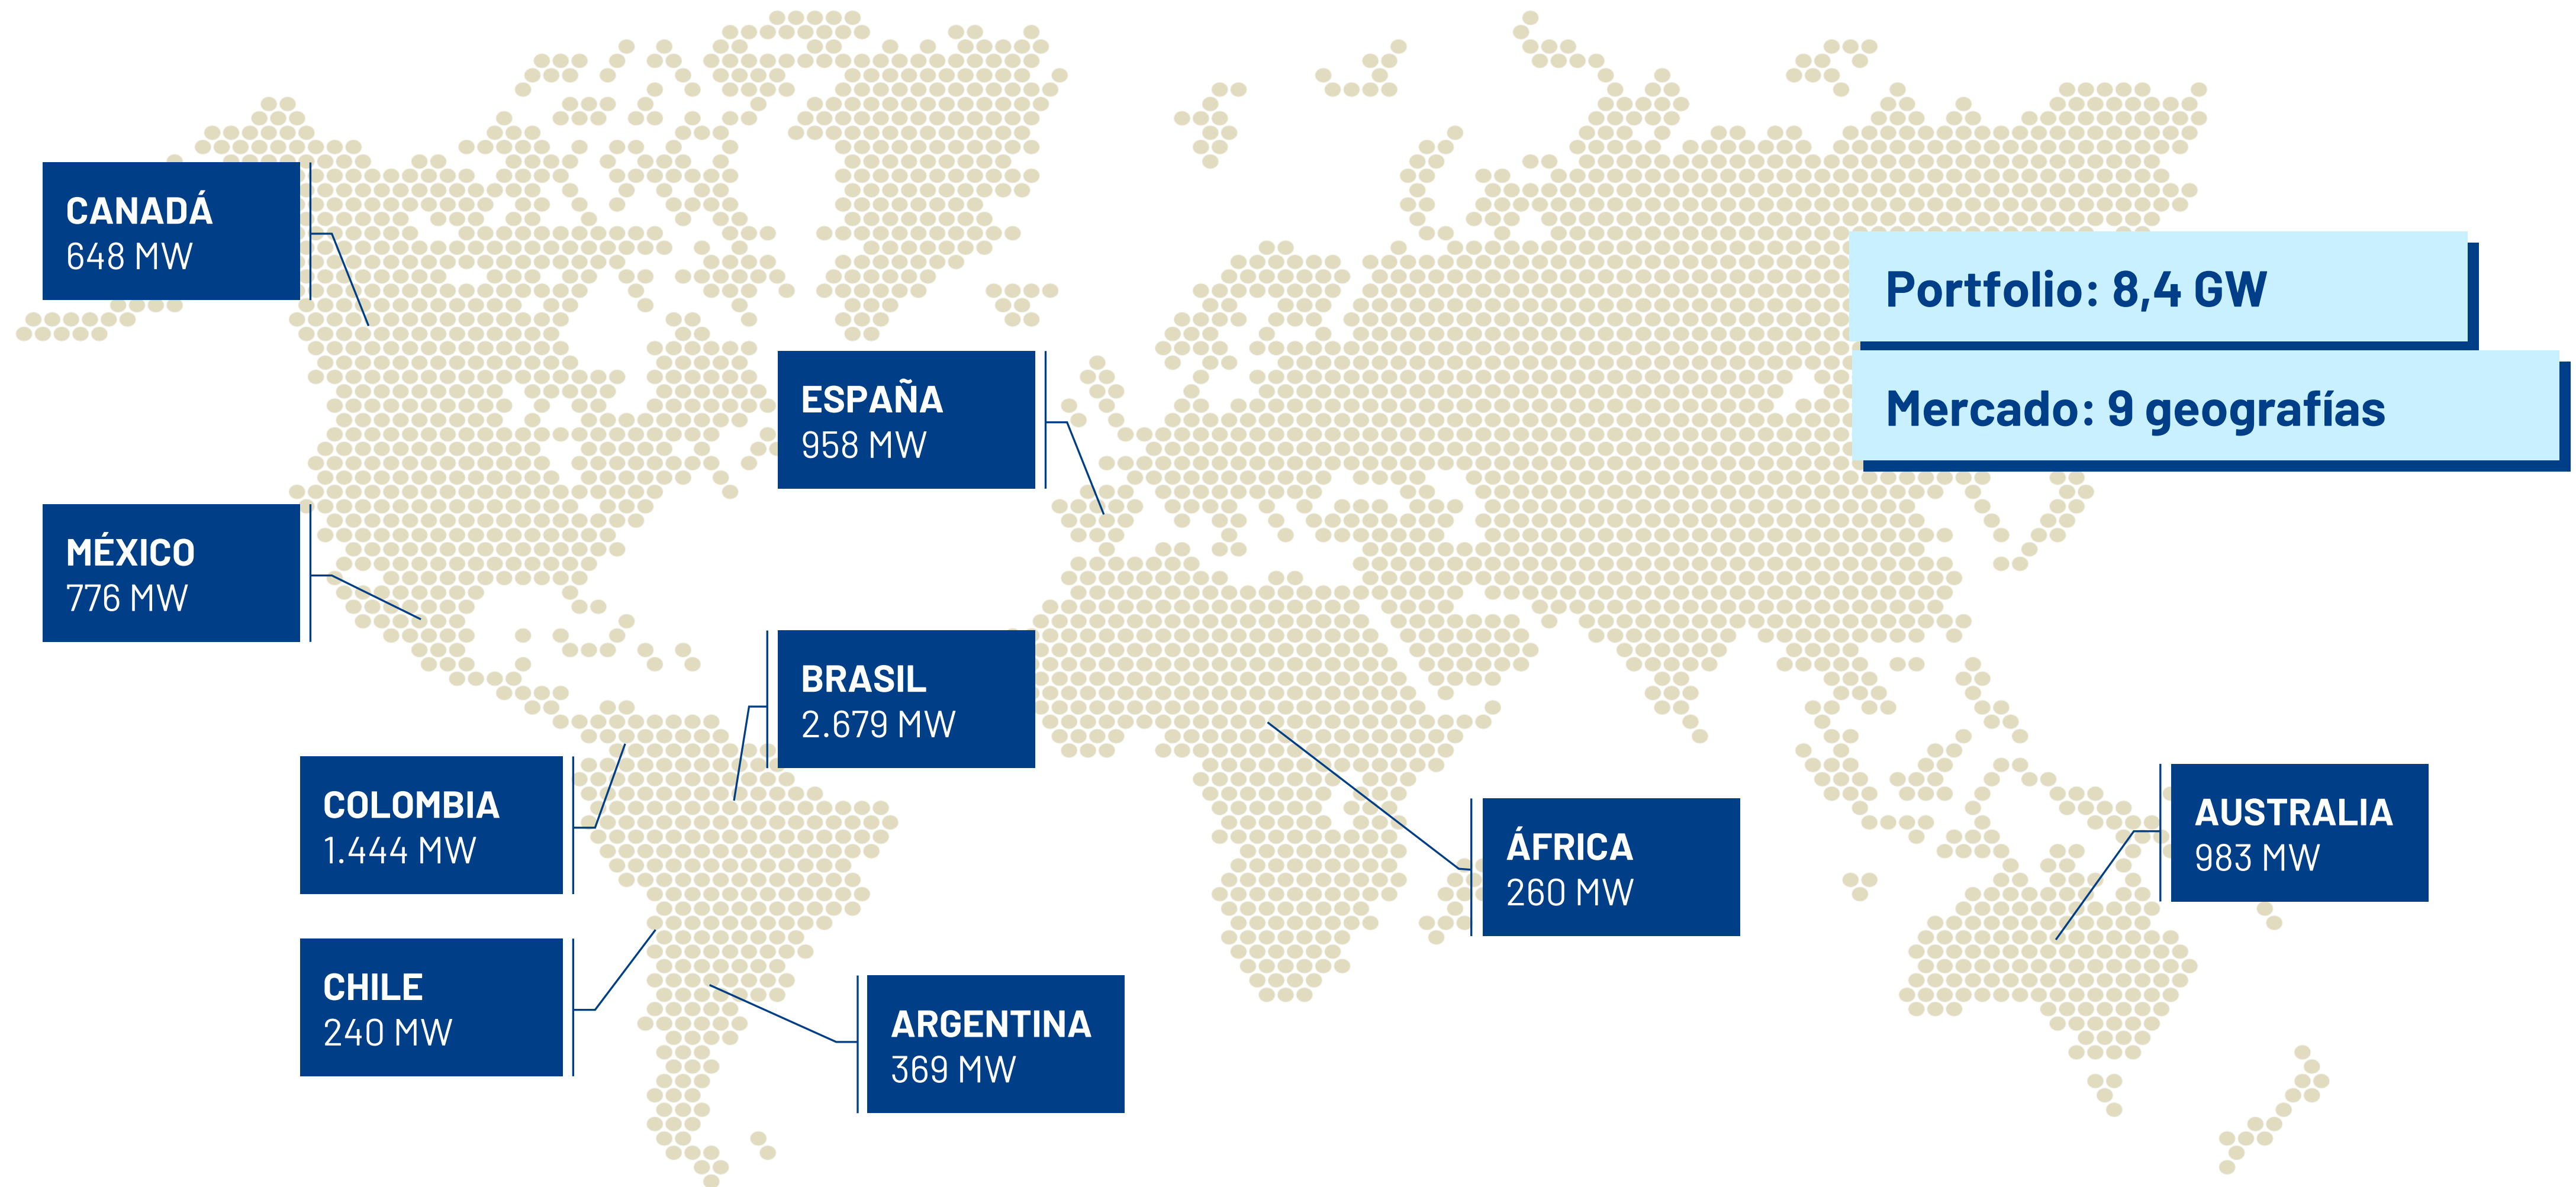 CANADÁ
648 MW
Portfolio: 8,4 GW
ESPAÑA
958 MW
Mercado: 9 geografías
MÉXICO
776 MW
BRASIL
2.679 MW
COLOMBIA
1.444 MW
ÁFRICA
260 MW
AUSTRALIA
983 MW
CHILE
240 MW
ARGENTINA
369 MW